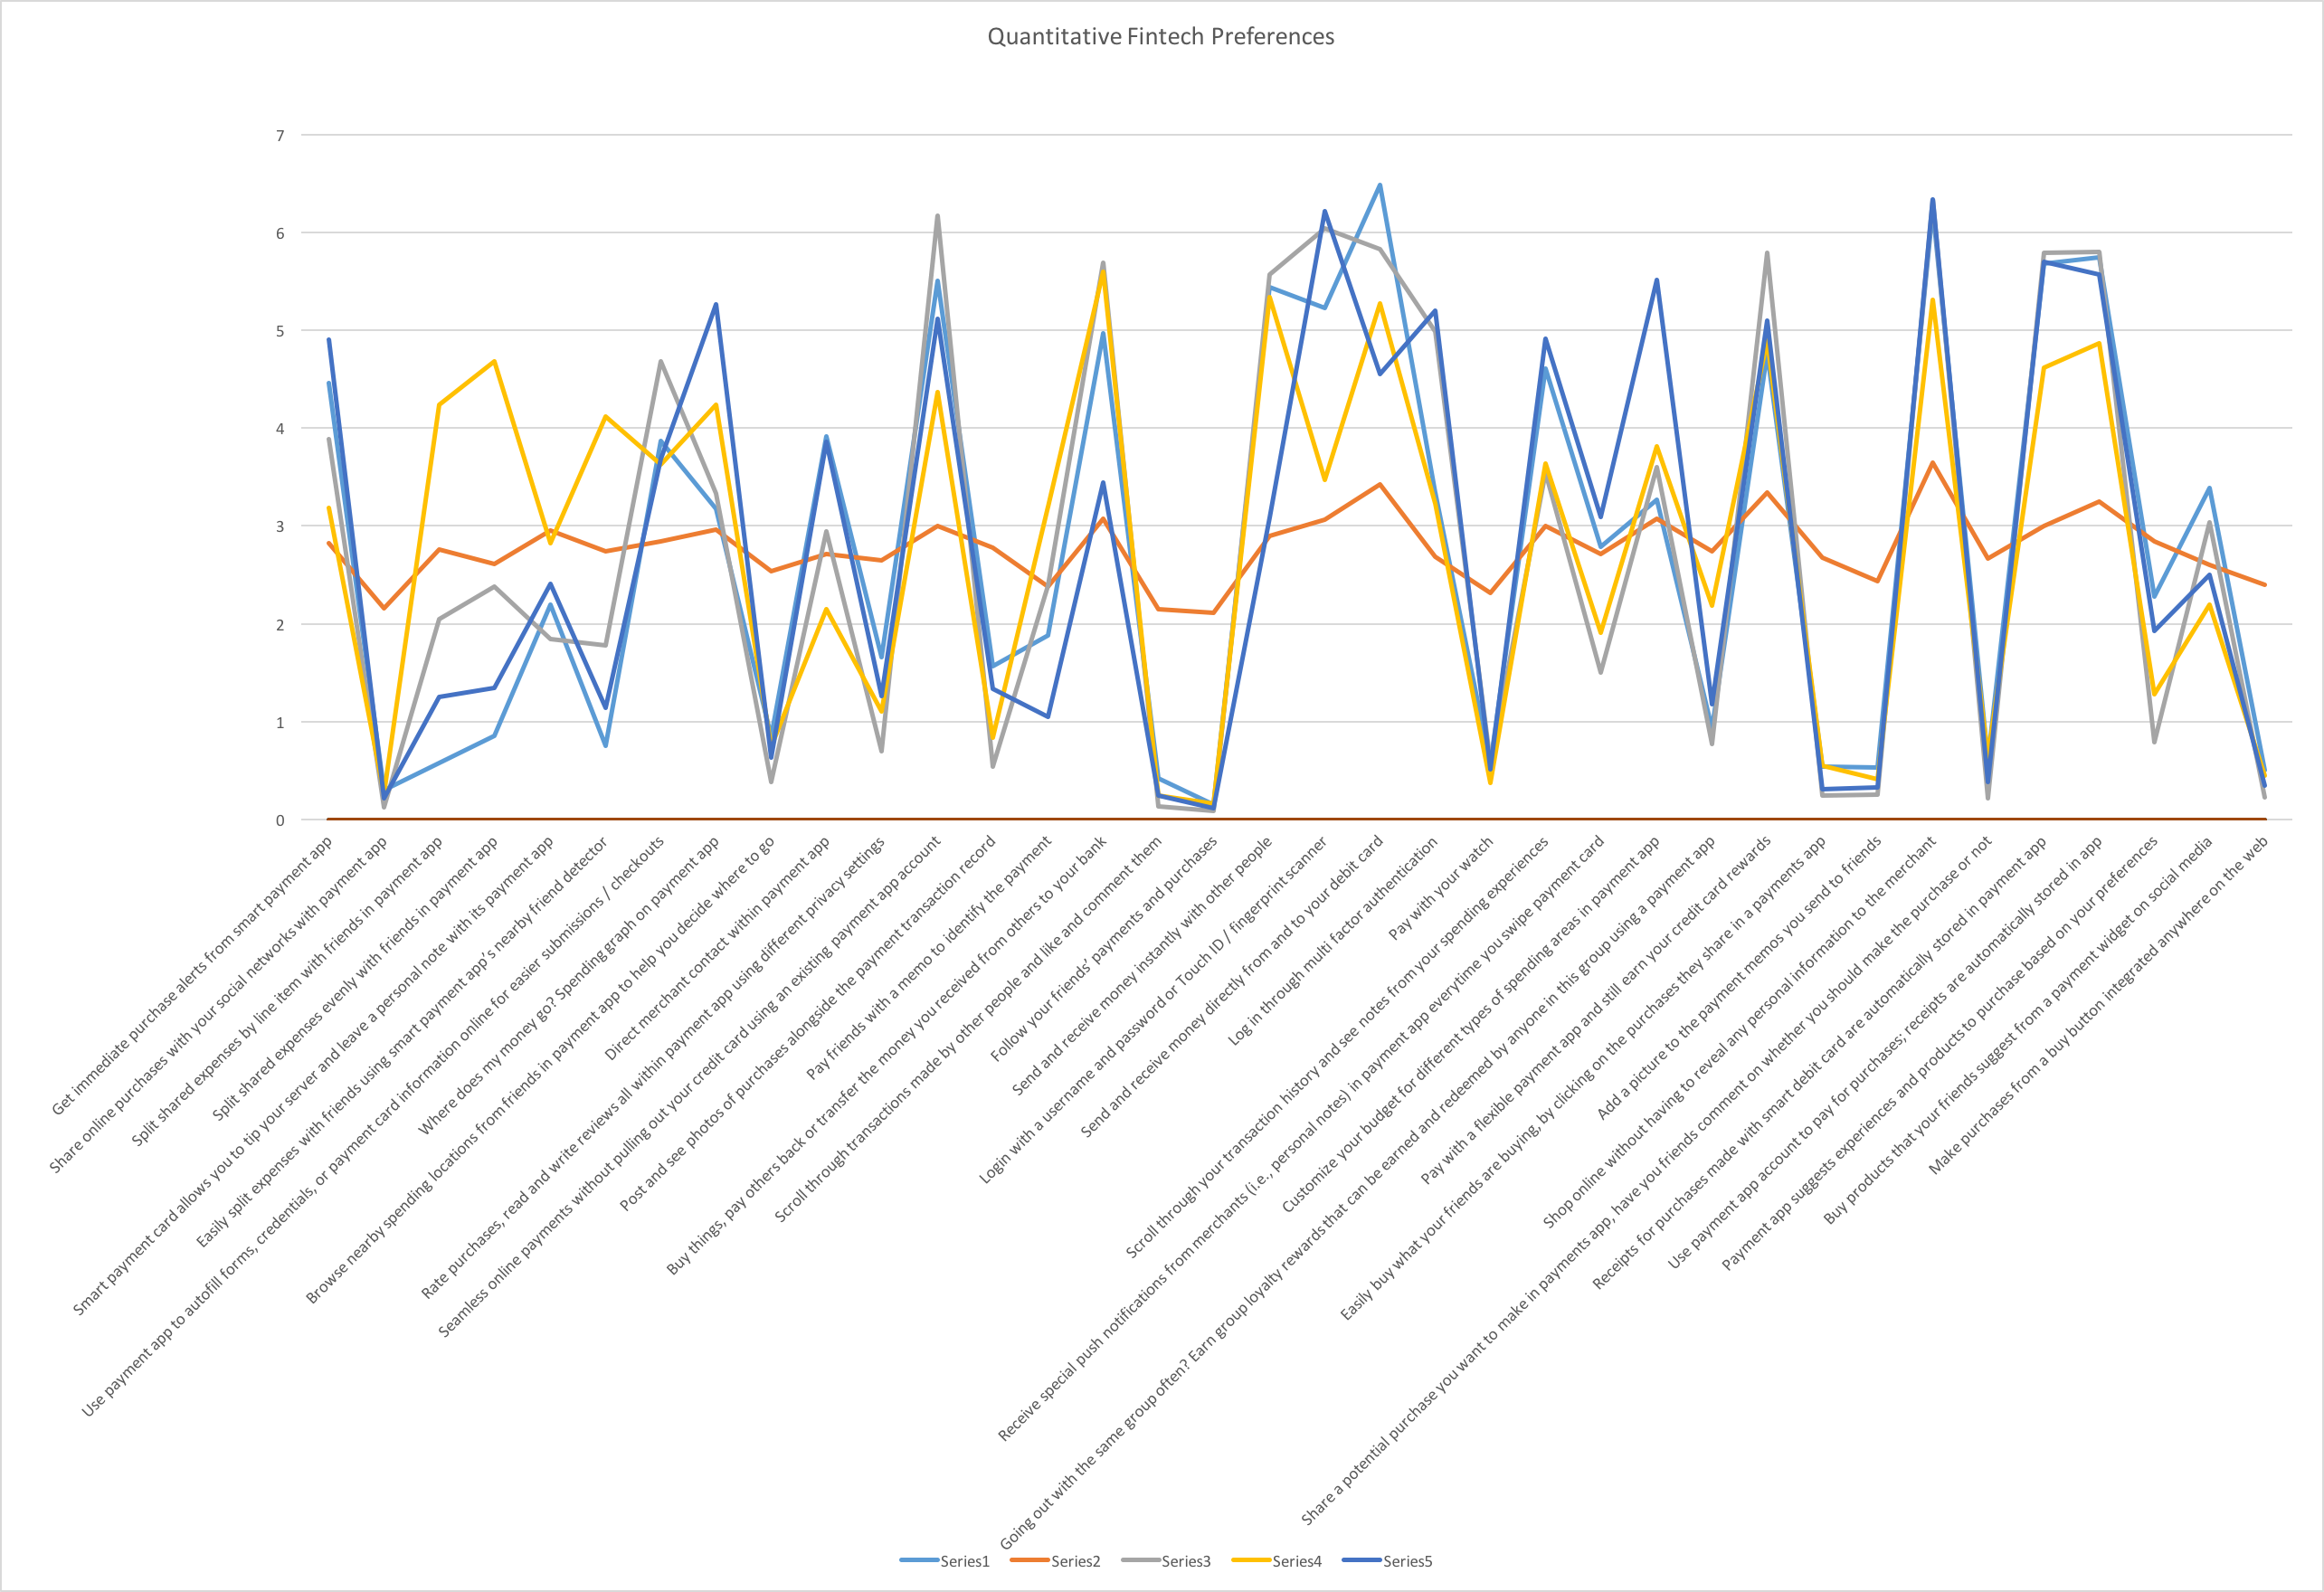 Quantitative Fintech Preferences
7
6
5
4
3
2
1
0
Get immediate purchase alerts from smart payment app
Share online purchases with your social networks with payment app
Split shared expenses by line item with friends in payment app
Split shared expenses evenly with friends in payment app
Smart payment card allows you to tip your server and leave a personal note with its payment app
Easily split expenses with friends using smart payment app's nearby friend detector
Use payment app to autofill forms, credentials, or payment card information online for easier submissions / checkouts
Where does my money go? Spending graph on payment app
Browse nearby spending locations from friends in payment app to help you decide where to go
Direct merchant contact within payment app
Rate purchases, read and write reviews all within payment app using different privacy settings
Seamless online payments without pulling out your credit card using an existing payment app account
Post and see photos of purchases alongside the payment transaction record
Pay friends with a memo to identify the payment
Buy things, pay others back or transfer the money you received from others to your bank
Scroll through transactions made by other people and like and comment them
Follow your friends' payments and purchases
Send and receive money instantly with other people
Login with a username and password or Touch ID / fingerprint scanner
Send and receive money directly from and to your debit card
Log in through multi factor authentication
Pay with your watch
Scroll through your transaction history and see notes from your spending experiences
Receive special push notifications from merchants (i.e., personal notes) in payment app everytime you swipe payment card
Customize your budget for different types of spending areas in payment app
Going out with the same group often? Earn group loyalty rewards that can be earned and redeemed by anyone in this group using a payment app
Pay with a flexible payment app and still earn your credit card rewards
Easily buy what your friends are buying, by clicking on the purchases they share in a payments app
Add a picture to the payment memos you send to friends
Shop online without having to reveal any personal information to the merchant
Share a potential purchase you want to make in payments app, have you friends comment on whether you should make the purchase or not
Receipts for purchases made with smart debit card are automatically stored in payment app
Use payment app account to pay for purchases; receipts are automatically stored in app
Payment app suggests experiences and products to purchase based on your preferences
Buy products that your friends suggest from a payment widget on social media
Make purchases from a buy button integrated anywhere on the web
Series1 Series2 Series3 Series4 Series5